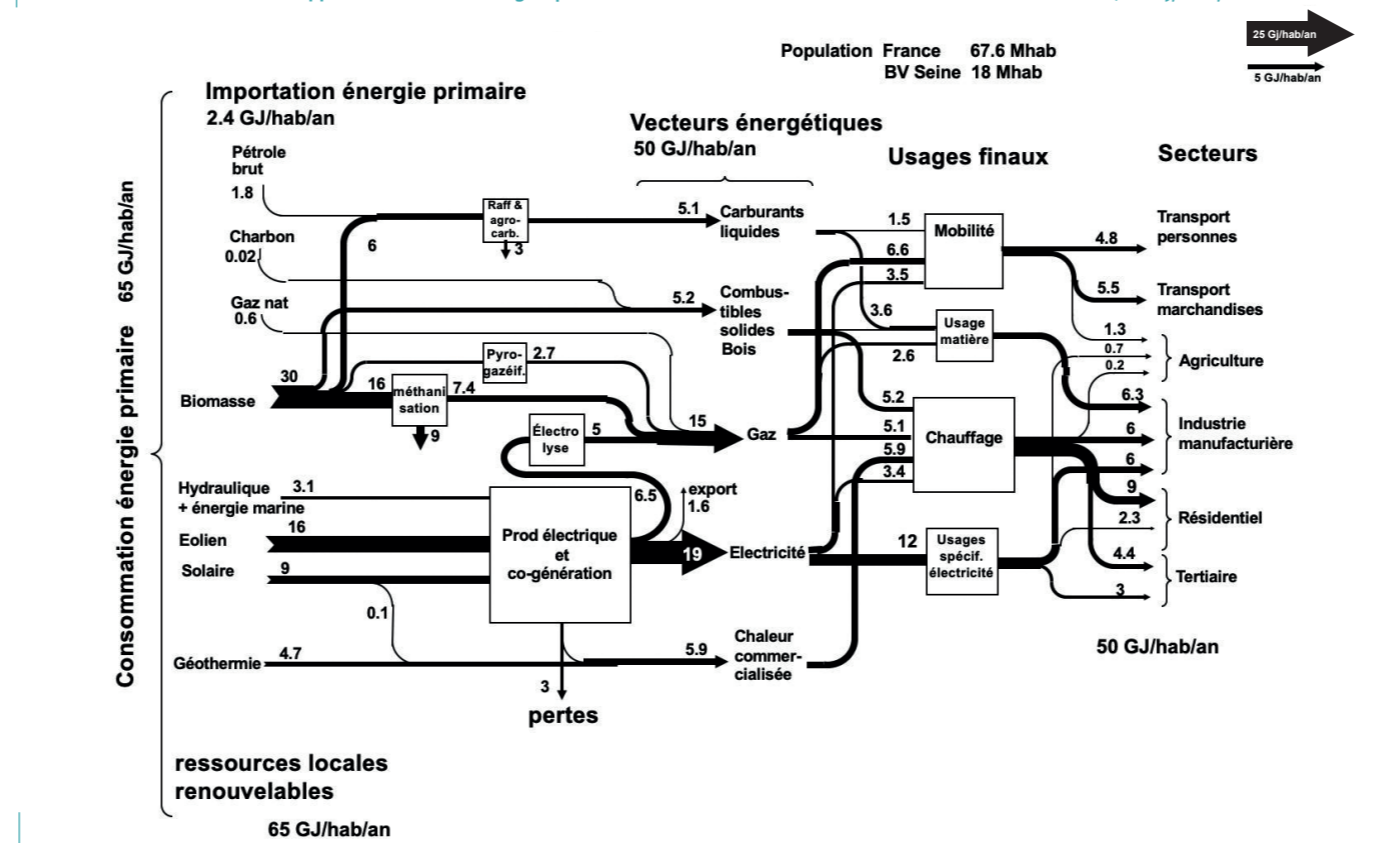 25 Gj/hab/an
5 GJ/hab/an
Population France 67.6 Mhab
BV Seine 18 Mhab
Importation énergie primaire
2.4 GJ/hab/an
Vecteurs énergétiques
50 GJ/hab/an
Usages finaux
Secteurs
Consommation énergie primaire 65 GJ/hab/an
Pétrole
brut
1.8
Charbon
0.02
Gaz nat
0.6
6
Raff &
agro-
carb.
3
5.1
Carburants
liquides
5.2
Combus-
tibles
solides
Bois
30
Biomasse
16
méthani
sation
9
7.4
Pyro-
gazéif.
2.7
Électro
lyse
5
15
Gaz
Hydraulique
+ énergie marine
3.1
Eolien
16
Solaire
9
0.1
Géothermie
4.7
Prod électrique
et
co-génération
6.5
export
1.6
19
Electricité
3
pertes
5.9
Chaleur
commer-
cialisée
1.5
6.6
3.5
Mobilité
3.6
2.6
Usage
matière
5.2
5.1
5.9
3.4
Chauffage
12
Usages
spécif.
électricité
4.8
Transport
personnes
5.5
Transport
marchandises
1.3
0.7
0.2
Agriculture
6.3
6
6
Industrie
manufacturière
9
2.3
Résidentiel
4.4
3
Tertiaire
50 GJ/hab/an
ressources locales
renouvelables
65 GJ/hab/an